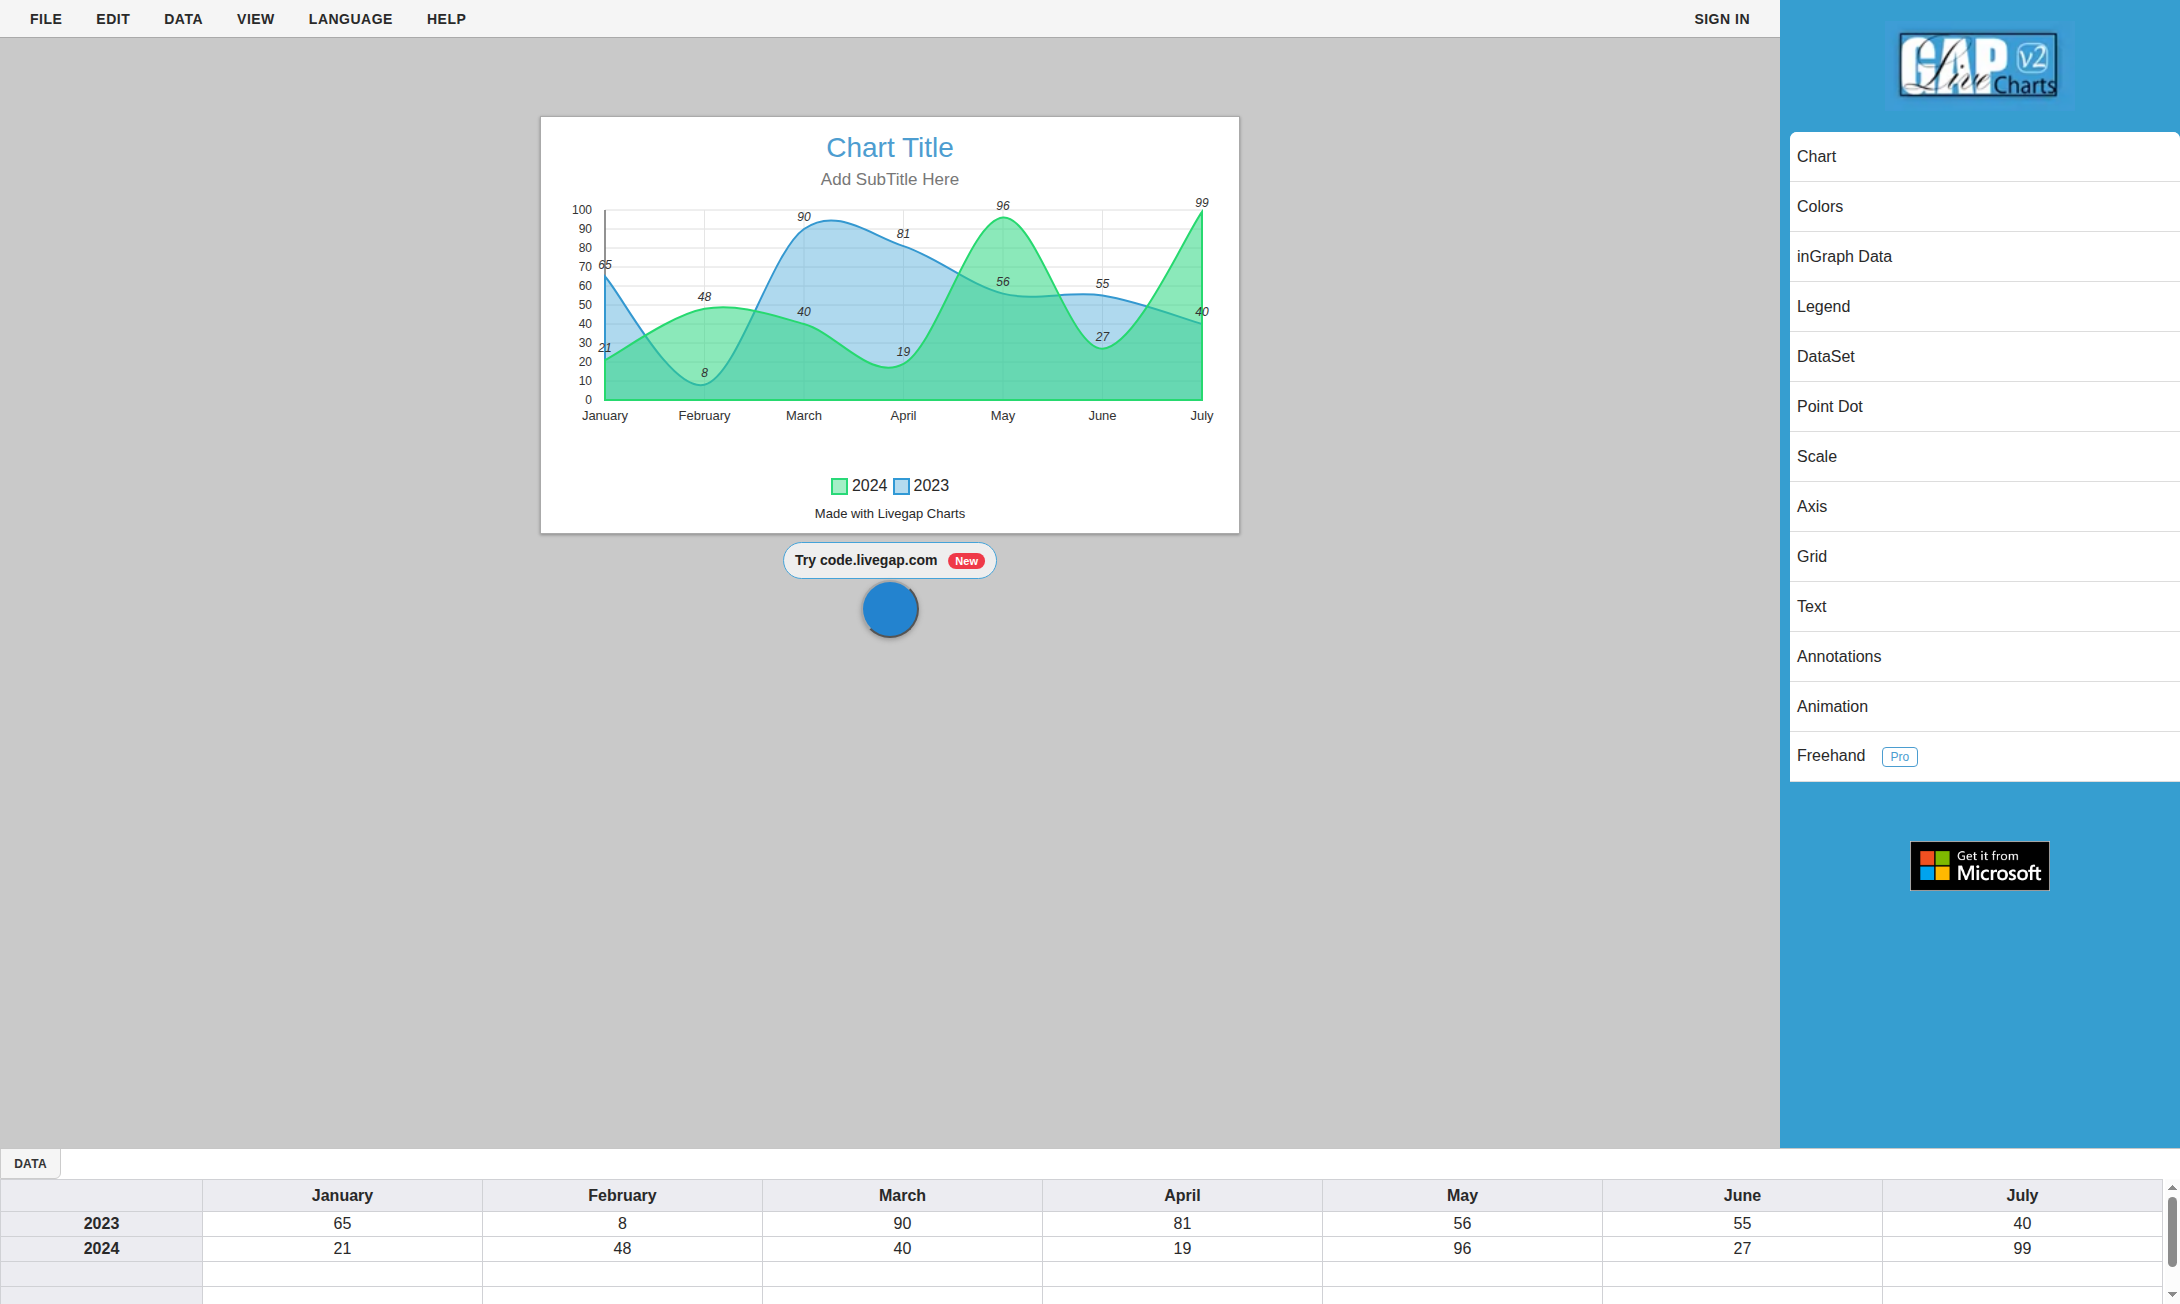 FILE EDIT DATA VIEW LANGUAGE HELP SIGN IN
GAP Live v2 Charts
Chart Title
Add SubTitle Here
100
90
80
70
60
50
40
30
20
10
0
65
21
48
8
90
40
81
19
96
56
55
27
99
40
January February March April May June July
2024 2023
Made with Livegap Charts
Try code.livegap.com New
Chart
Colors
inGraph Data
Legend
DataSet
Point Dot
Scale
Axis
Grid
Text
Annotations
Animation
Freehand Pro
Get it from
Microsoft
DATA
January February March April May June July
2023 65 8 90 81 56 55 40
2024 21 48 40 19 96 27 99